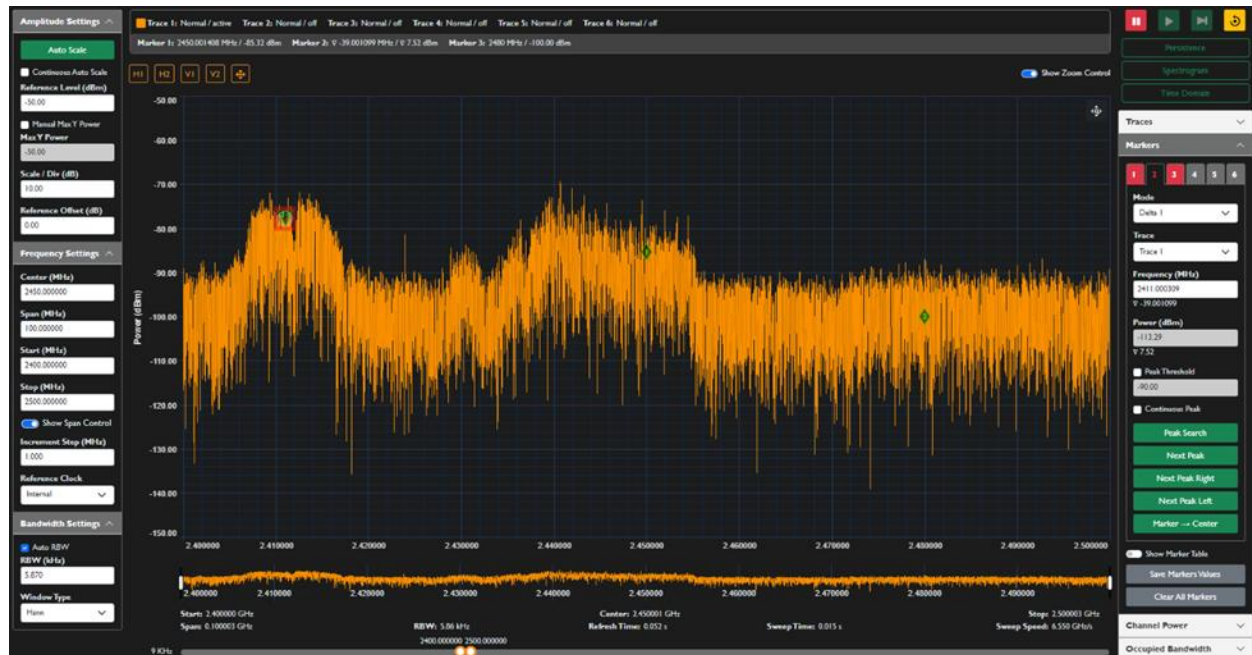 Amplitude Settings
Auto Scale
Continuous Auto Scale
Reference Level (dBm)
-50.00
Manual Max Y Power
Max Y Power
-50.00
Scale / Div (dB)
10.00
Reference Offset (dB)
0.00
Frequency Settings
Center (MHz)
2450.000000
Span (MHz)
100.000000
Start (MHz)
2400.000000
Stop (MHz)
2500.000000
Show Span Control
Increment Step (MHz)
1.000
Reference Clock
Internal
Bandwidth Settings
Auto RBW
RBW (kHz)
5.870
Window Type
Hann
Trace 1: Normal / active Trace 2: Normal / off Trace 3: Normal / off Trace 4: Normal / off Trace 5: Normal / off Trace 6: Normal / off
Marker 1: 2450.001408 MHz / -85.32 dBm Marker 2: ∇ -39.001099 MHz / ∇ 7.52 dBm Marker 3: 2480 MHz / -100.00 dBm
H1 H2 V1 V2
Show Zoom Control
Power (dBm)
-50.00
-60.00
-70.00
-80.00
-90.00
-100.00
-110.00
-120.00
-130.00
-140.00
-150.00
1
3
2.400000 2.410000 2.420000 2.430000 2.440000 2.450000 2.460000 2.470000 2.480000 2.490000 2.500000
2.400000 2.410000 2.420000 2.430000 2.440000 2.450000 2.460000 2.470000 2.480000 2.490000
Start: 2.400000 GHz Center: 2.450001 GHz Stop: 2.500003 GHz
Span: 0.100003 GHz RBW: 5.86 kHz Refresh Time: 0.052 s Sweep Time: 0.015 s Sweep Speed: 6.550 GHz/s
2400.000000 2500.000000
9 KHz
Persistence
Spectrogram
Time Domain
Traces
Markers
1 2 3 4 5 6
Mode
Delta 1
Trace
Trace 1
Frequency (MHz)
2411.000309
∇ -39.001099
Power (dBm)
-113.29
∇ 7.52
Peak Threshold
-90.00
Continuous Peak
Peak Search
Next Peak
Next Peak Right
Next Peak Left
Marker → Center
Show Marker Table
Save Markers Values
Clear All Markers
Channel Power
Occupied Bandwidth